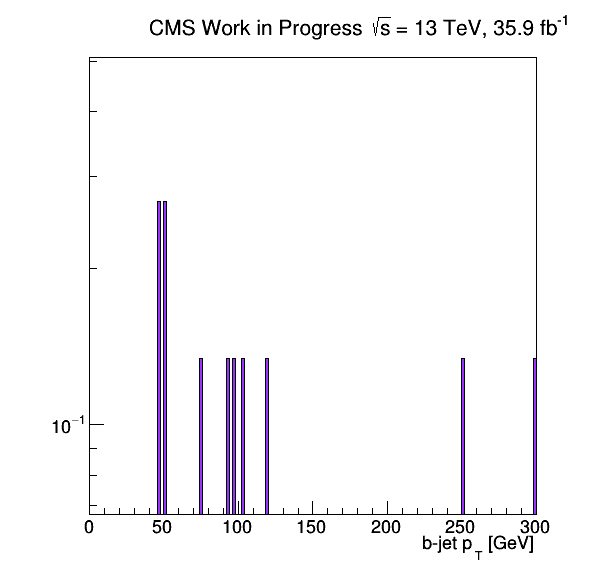 CMS Work in Progress √s = 13 TeV, 35.9 fb⁻¹
10⁻¹
0 50 100 150 200 250 300
b-jet p_T [GeV]